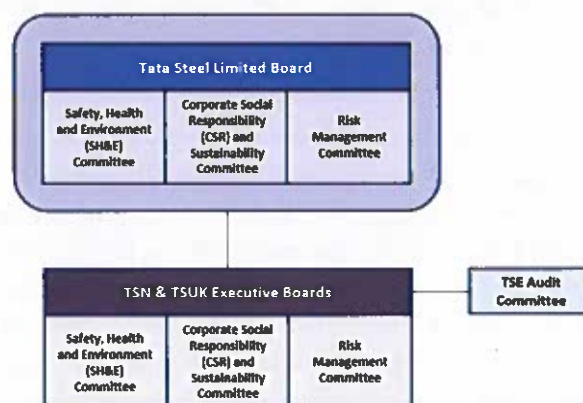 Tata Steel Limited Board
Safety, Health
and Environment
(SH&E)
Committee
Corporate Social
Responsibility
(CSR) and
Sustainability
Committee
Risk
Management
Committee
TSN & TSUK Executive Boards
TSE Audit
Committee
Safety, Health
and Environment
(SH&E)
Committee
Corporate Social
Responsibility
(CSR) and
Sustainability
Committee
Risk
Management
Committee